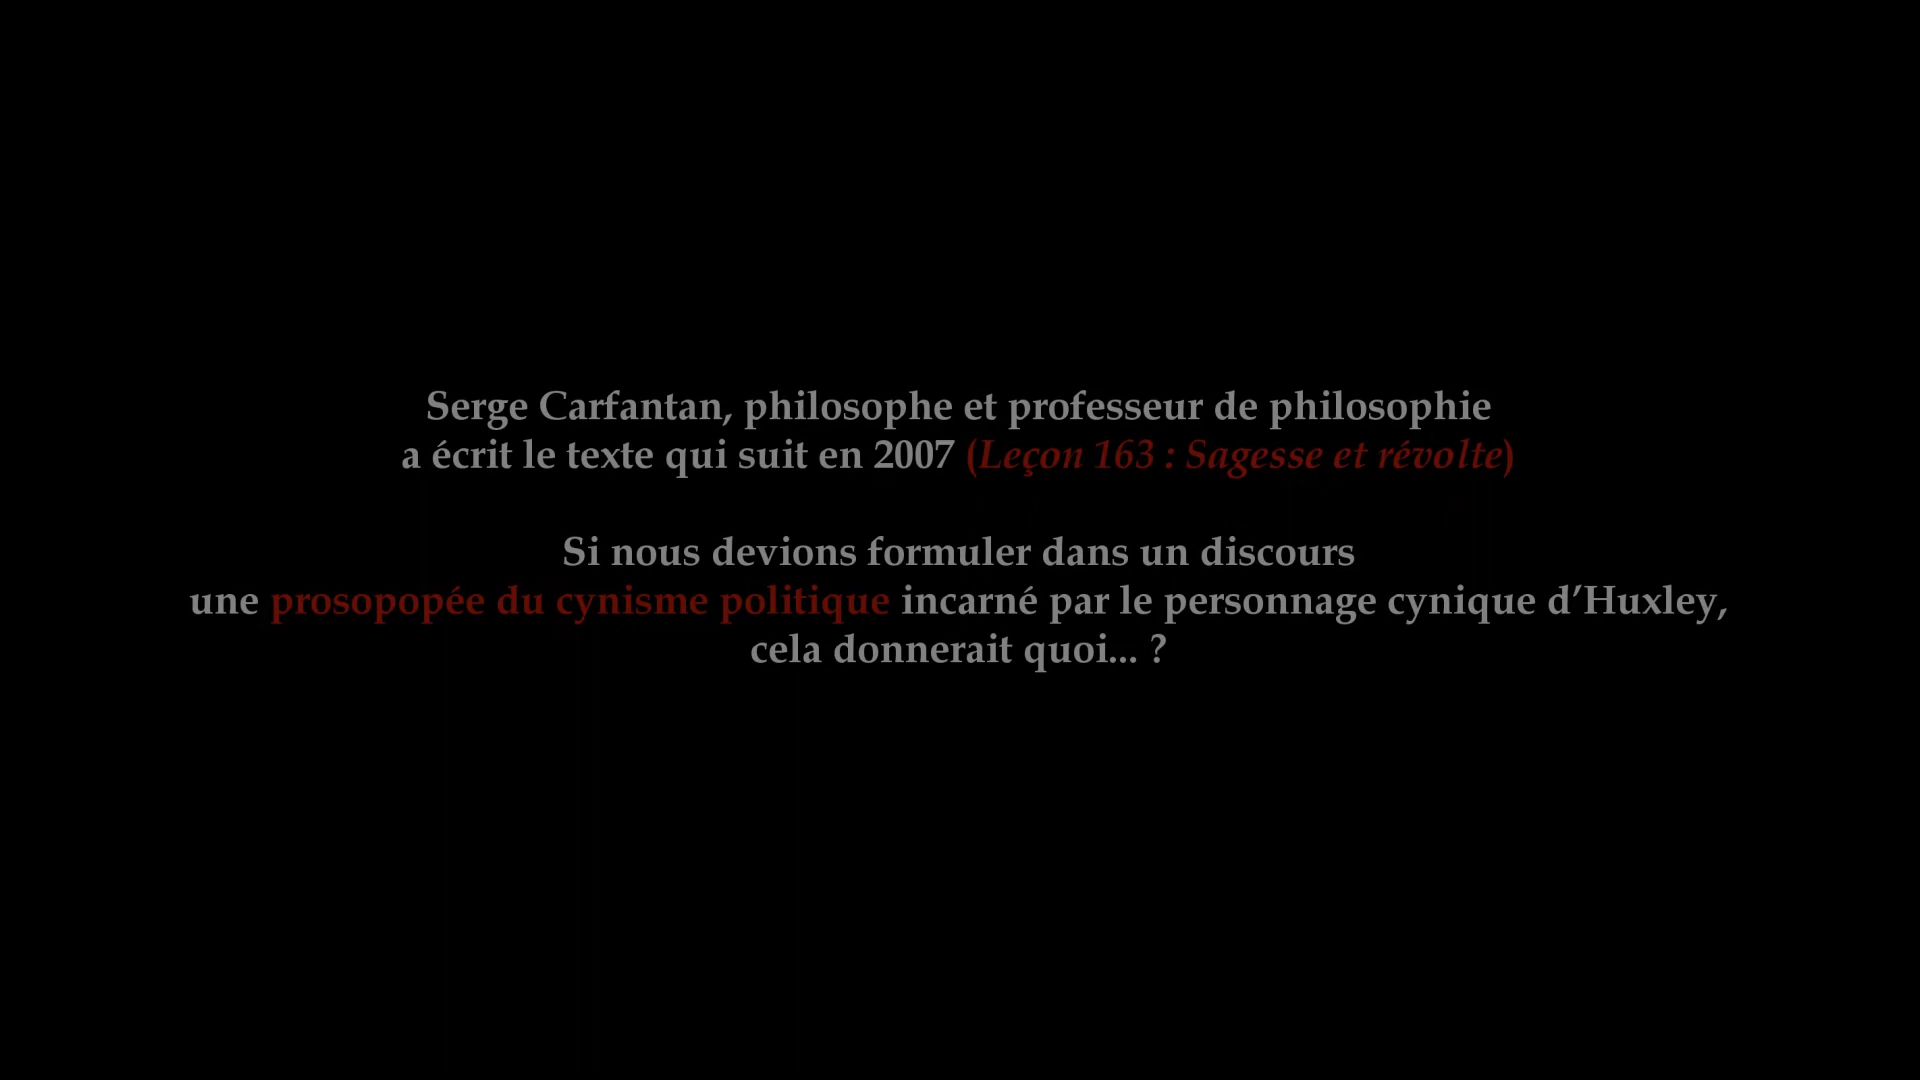 Serge Carfantan, philosophe et professeur de philosophie
a écrit le texte qui suit en 2007 (Leçon 163 : Sagesse et révolte)
Si nous devions formuler dans un discours
une prosopopée du cynisme politique incarné par le personnage cynique d’Huxley,
cela donnerait quoi... ?